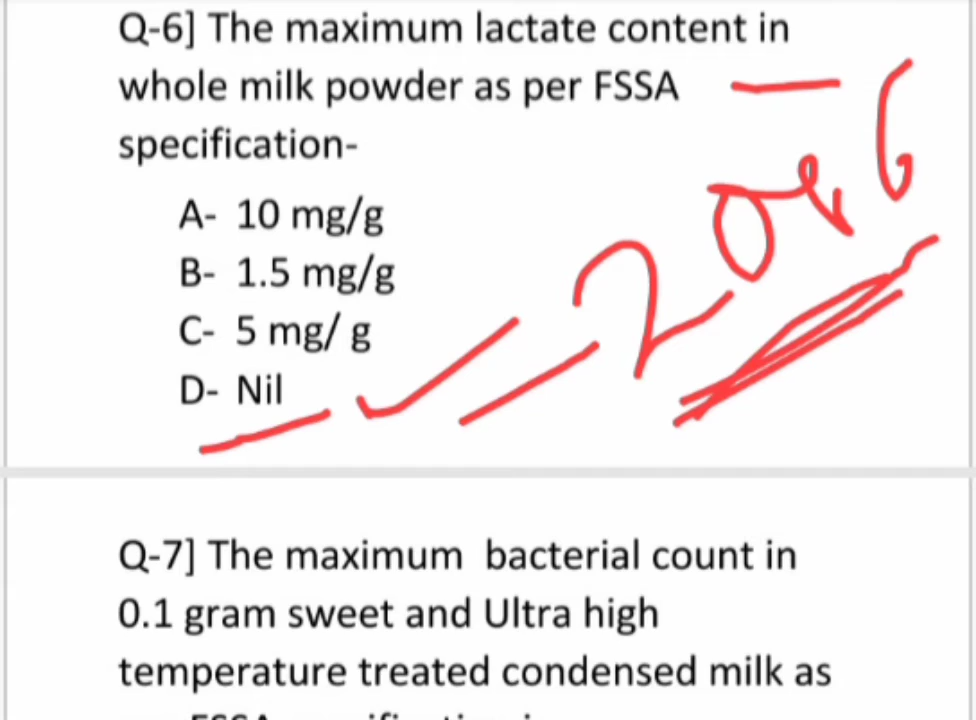 Q-6] The maximum lactate content in
whole milk powder as per FSSA
specification-
A- 10 mg/g
B- 1.5 mg/g
C- 5 mg/ g
D- Nil
Q-7] The maximum bacterial count in
0.1 gram sweet and Ultra high
temperature treated condensed milk as